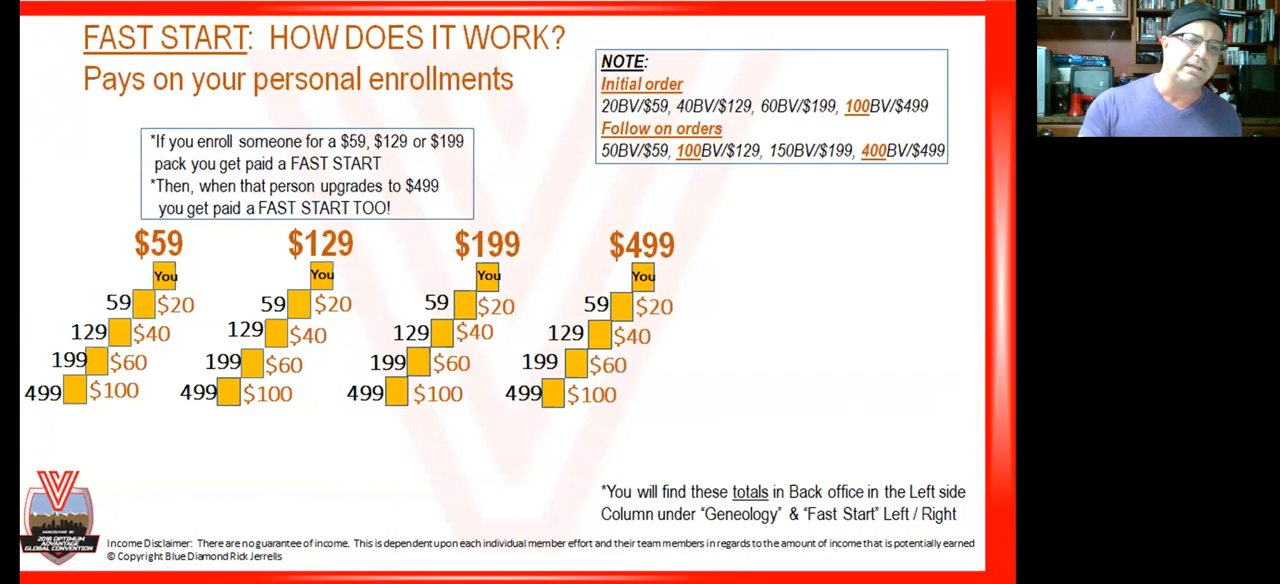 FAST START: HOW DOES IT WORK?
Pays on your personal enrollments
NOTE:
Initial order
20BV/$59, 40BV/$129, 60BV/$199, 100BV/$499
Follow on orders
50BV/$59, 100BV/$129, 150BV/$199, 400BV/$499
*If you enroll someone for a $59, $129 or $199
pack you get paid a FAST START
*Then, when that person upgrades to $499
you get paid a FAST START TOO!
$59
You
59 $20
129 $40
199 $60
499 $100
$129
You
59 $20
129 $40
199 $60
499 $100
$199
You
59 $20
129 $40
199 $60
499 $100
$499
You
59 $20
129 $40
199 $60
499 $100
*You will find these totals in Back office in the Left side
Column under "Geneology" & "Fast Start" Left / Right
VANCOUVER BC
2016 OPTIMUM
ADVANTAGE
GLOBAL CONVENTION
Income Disclaimer: There are no guarantee of income. This is dependent upon each individual member effort and their team members in regards to the amount of income that is potentially earned
© Copyright Blue Diamond Rick Jerrells